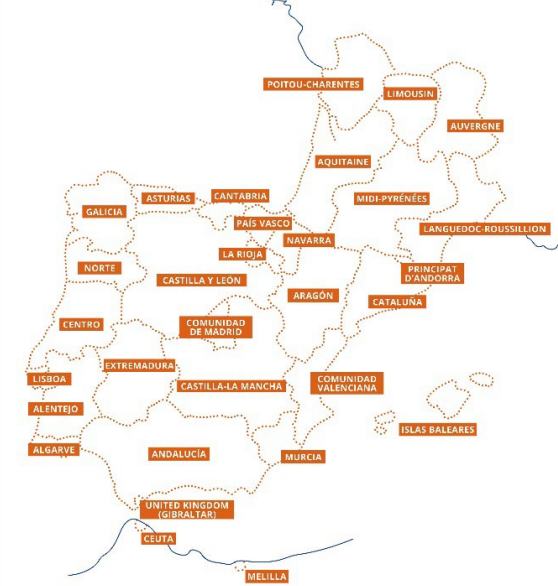 POITOU-CHARENTES
LIMOUSIN
AUVERGNE
AQUITAINE
MIDI-PYRÉNÉES
ASTURIAS
CANTABRIA
GALICIA
PAÍS VASCO
LANGUEDOC-ROUSSILLION
NAVARRA
LA RIOJA
NORTE
PRINCIPAT
D'ANDORRA
CASTILLA Y LEÓN
ARAGÓN
CATALUÑA
CENTRO
COMUNIDAD
DE MADRID
EXTREMADURA
LISBOA
CASTILLA-LA MANCHA
COMUNIDAD
VALENCIANA
ALENTEJO
ISLAS BALEARES
ALGARVE
ANDALUCÍA
MURCIA
UNITED KINGDOM
(GIBRALTAR)
CEUTA
MELILLA